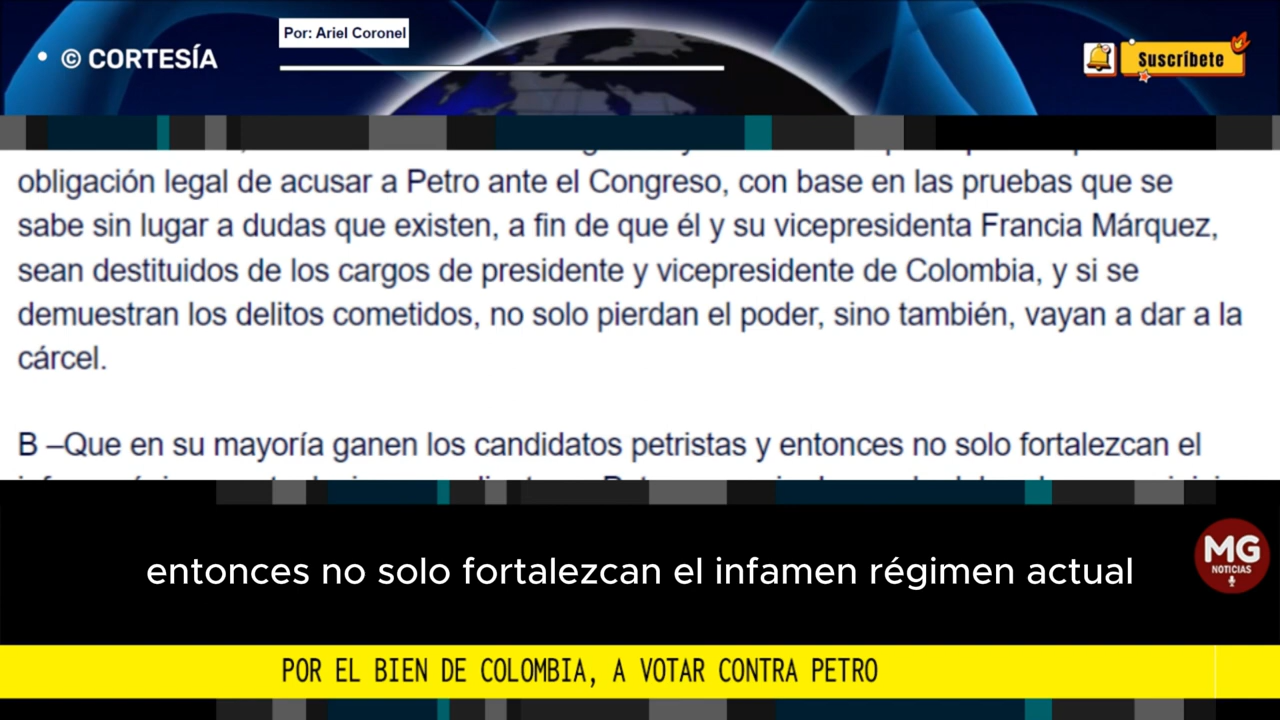 Por: Ariel Coronel
• © CORTESÍA
Suscríbete
obligación legal de acusar a Petro ante el Congreso, con base en las pruebas que se
sabe sin lugar a dudas que existen, a fin de que él y su vicepresidenta Francia Márquez,
sean destituidos de los cargos de presidente y vicepresidente de Colombia, y si se
demuestran los delitos cometidos, no solo pierdan el poder, sino también, vayan a dar a la
cárcel.
B –Que en su mayoría ganen los candidatos petristas y entonces no solo fortalezcan el
entonces no solo fortalezcan el infamen régimen actual
MG
NOTICIAS
POR EL BIEN DE COLOMBIA, A VOTAR CONTRA PETRO